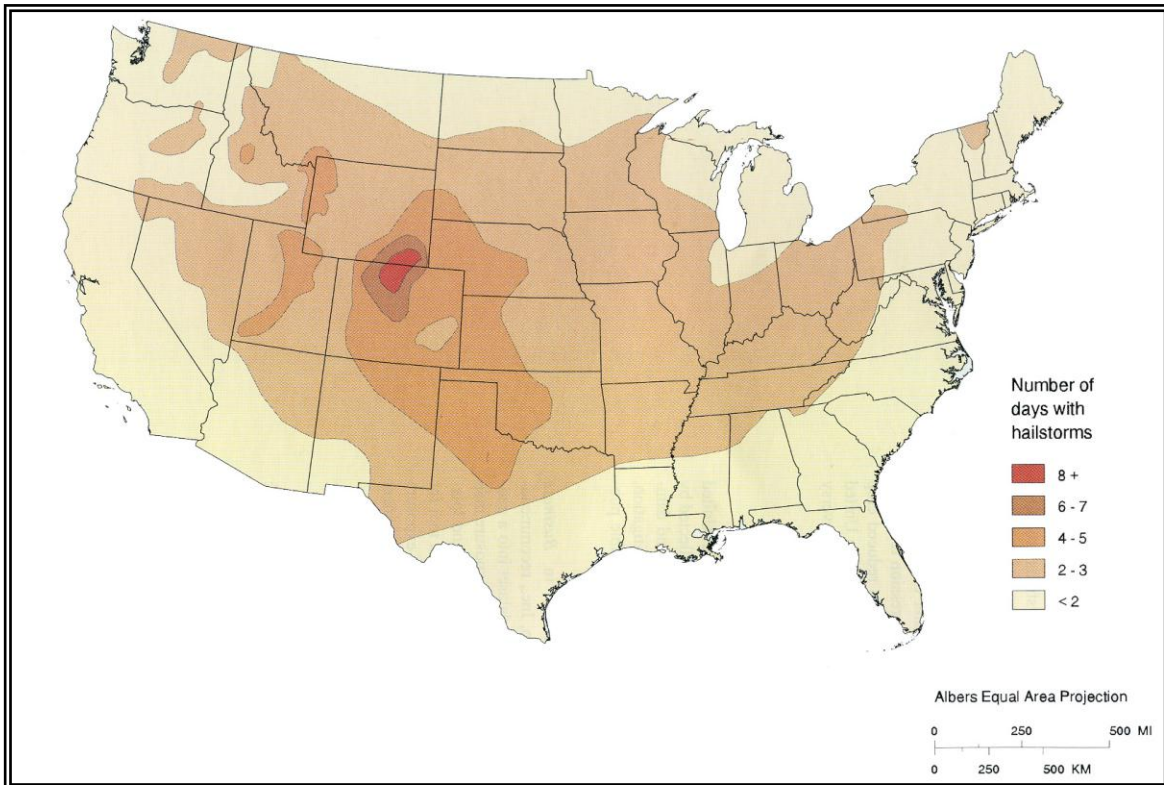 Number of
days with
hailstorms
8 +
6 - 7
4 - 5
2 - 3
< 2
Albers Equal Area Projection
0 250 500 MI
0 250 500 KM